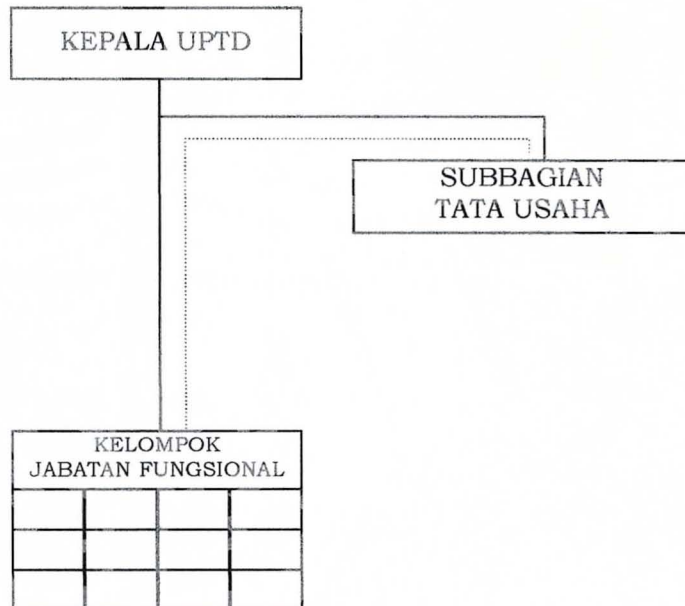 KEPALA UPTD
SUBBAGIAN
TATA USAHA
KELOMPOK
JABATAN FUNGSIONAL